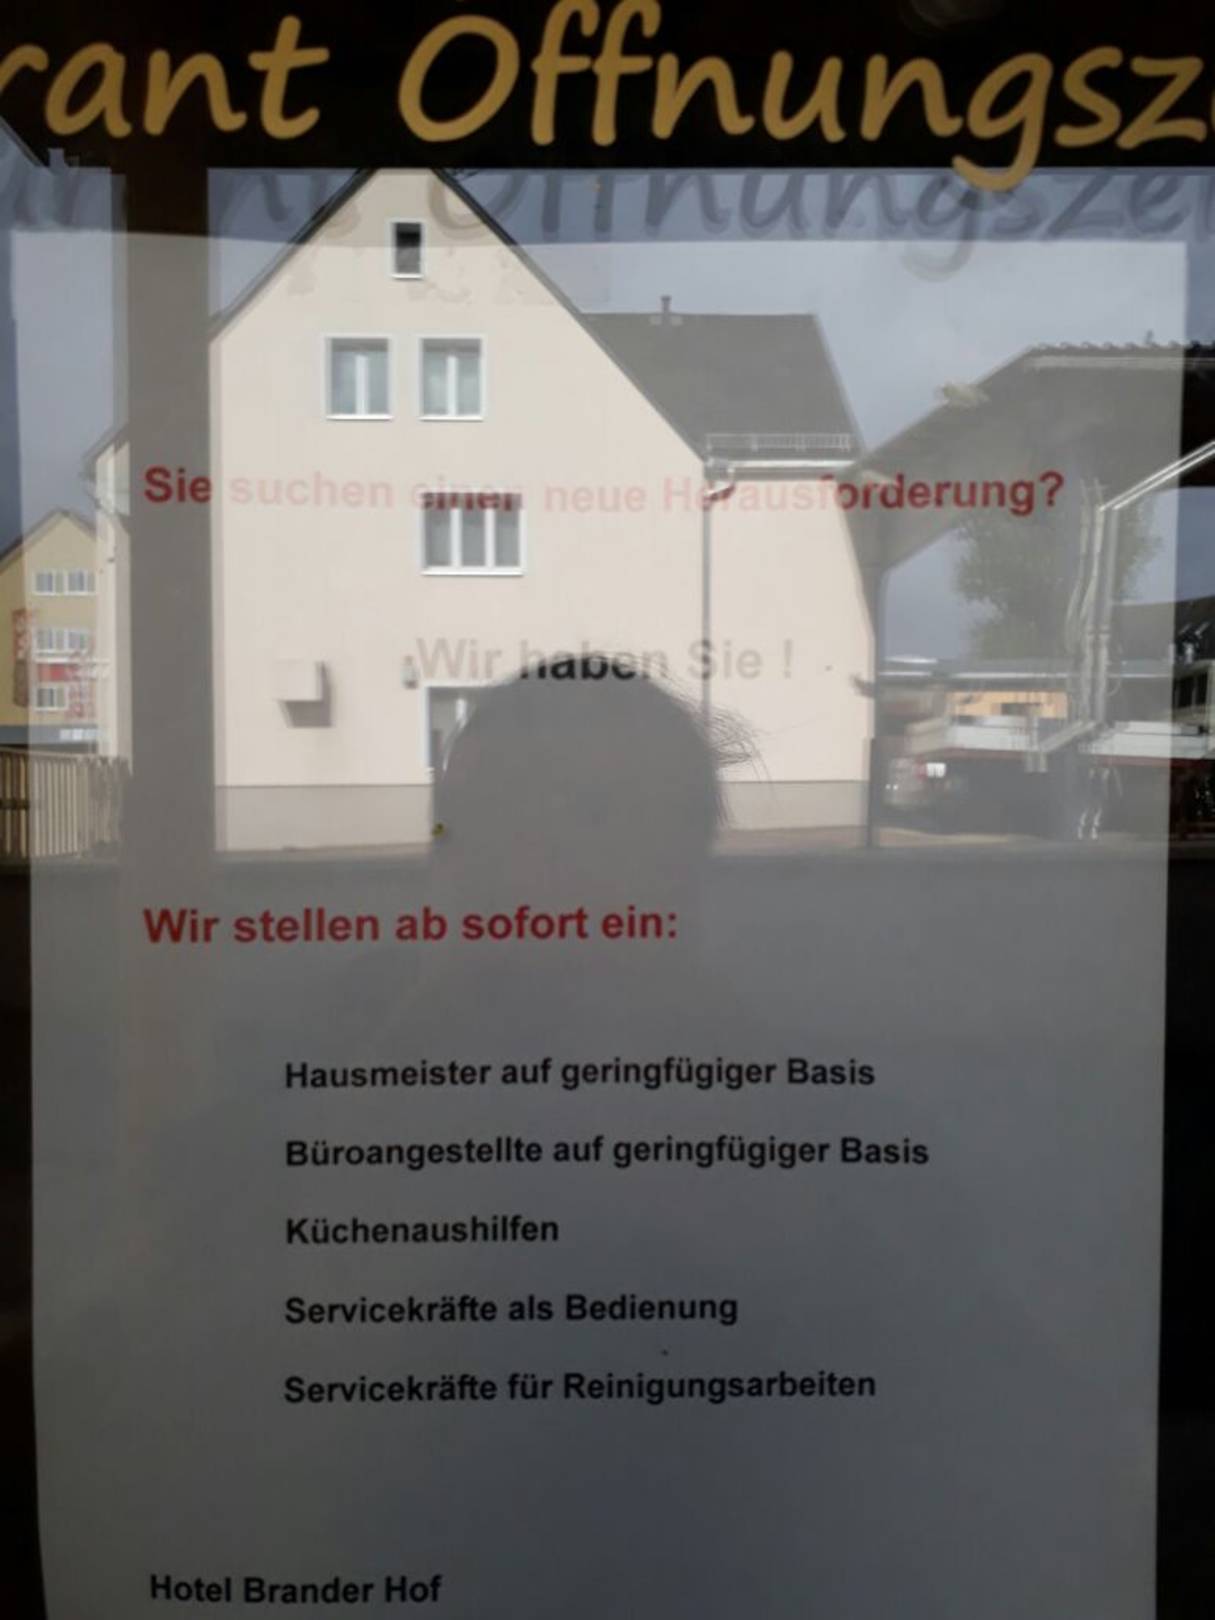 rant Öffnungsze
Sie suchen einen neue Herausforderung?
Wir haben Sie !
Wir stellen ab sofort ein:
Hausmeister auf geringfügiger Basis
Büroangestellte auf geringfügiger Basis
Küchenaushilfen
Servicekräfte als Bedienung
Servicekräfte für Reinigungsarbeiten
Hotel Brander Hof